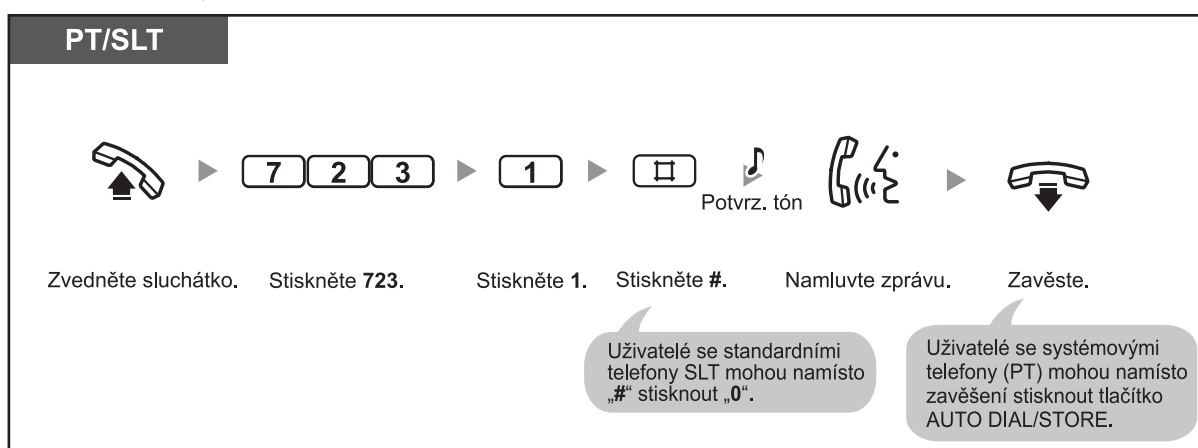 PT/SLT
7 2 3
1
#
Potvrz. tón
Zvedněte sluchátko.
Stiskněte 723.
Stiskněte 1.
Stiskněte #.
Namluvte zprávu.
Zavěste.
Uživatelé se standardními
telefony SLT mohou namísto
„#“ stisknout „0“.
Uživatelé se systémovými
telefony (PT) mohou namísto
zavěšení stisknout tlačítko
AUTO DIAL/STORE.